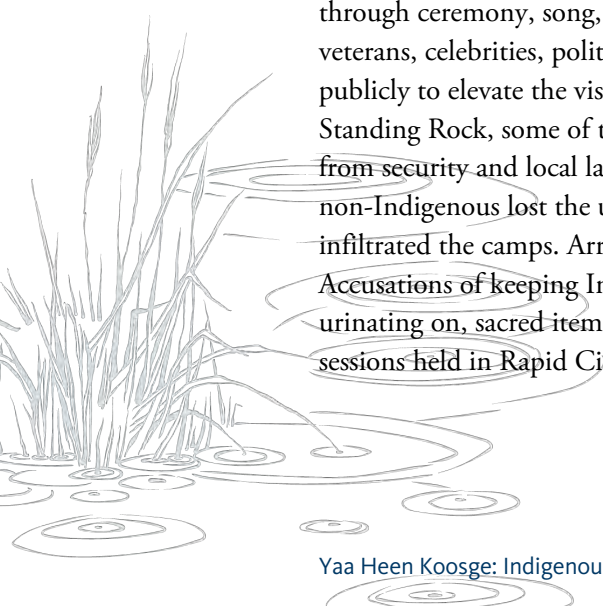 through ceremony, song,
veterans, celebrities, polit
publicly to elevate the vis
Standing Rock, some of t
from security and local la
non-Indigenous lost the u
infiltrated the camps. Arr
Accusations of keeping In
urinating on, sacred item
sessions held in Rapid Ci
Yaa Heen Koosge: Indigenou